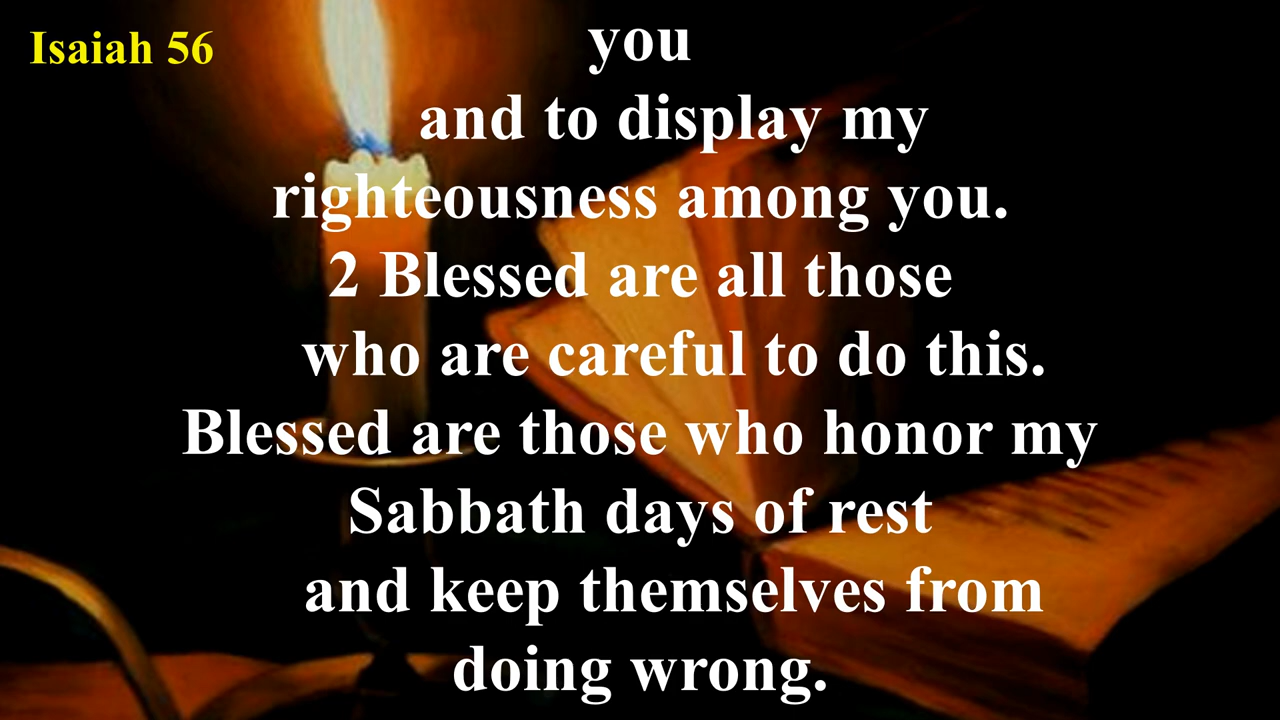 Isaiah 56
you
and to display my
righteousness among you.
2 Blessed are all those
who are careful to do this.
Blessed are those who honor my
Sabbath days of rest
and keep themselves from
doing wrong.